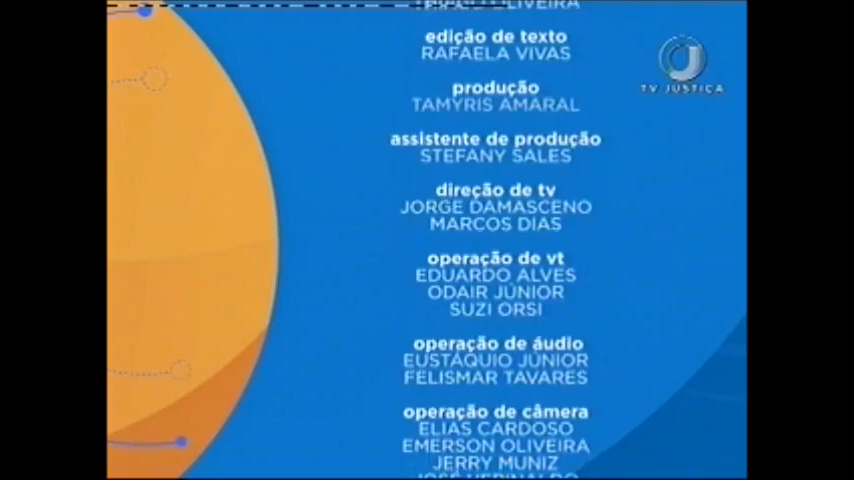 OLIVEIRA
edição de texto
RAFAELA VIVAS
TV JUSTIÇA
produção
TAMYRIS AMARAL
assistente de produção
STEFANY SALES
direção de tv
JORGE DAMASCENO
MARCOS DIAS
operação de vt
EDUARDO ALVES
ODAIR JÚNIOR
SUZI ORSI
operação de áudio
EUSTÁQUIO JÚNIOR
FELISMAR TAVARES
operação de câmera
ELIAS CARDOSO
EMERSON OLIVEIRA
JERRY MUNIZ
JOSÉ